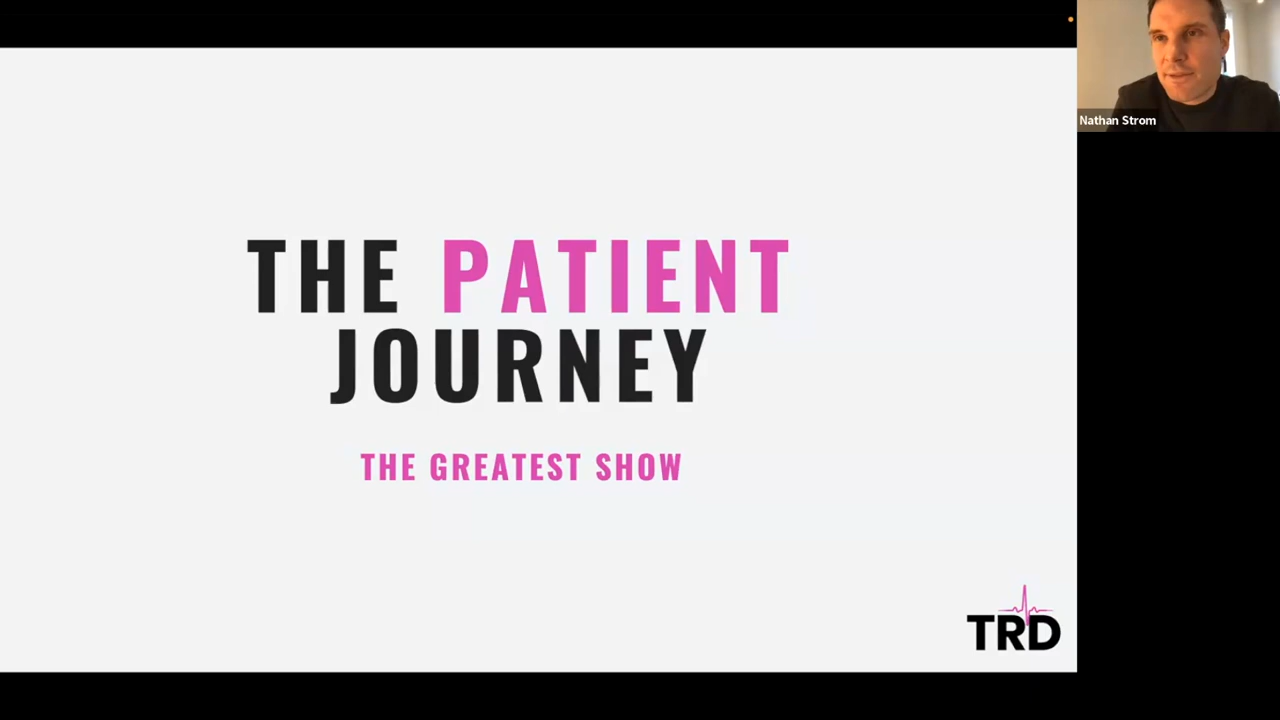 Nathan Strom
THE PATIENT
JOURNEY
THE GREATEST SHOW
TRD